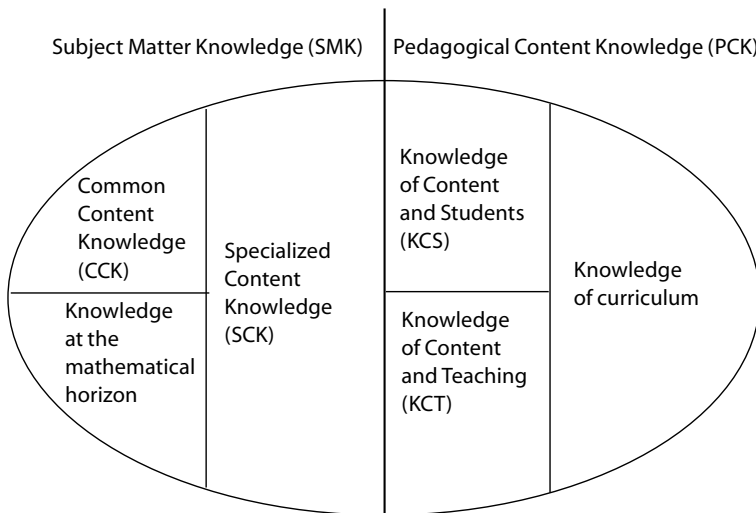 Subject Matter Knowledge (SMK)
Pedagogical Content Knowledge (PCK)
Common
Content
Knowledge
(CCK)
Knowledge
at the
mathematical
horizon
Specialized
Content
Knowledge
(SCK)
Knowledge
of Content
and Students
(KCS)
Knowledge
of Content
and Teaching
(KCT)
Knowledge
of curriculum